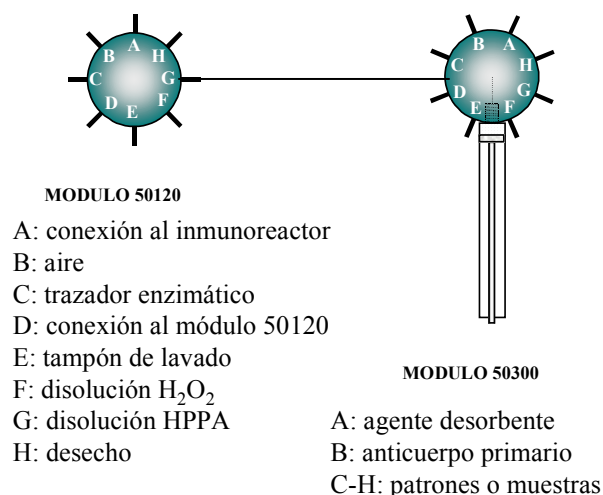 A
B
H
C
G
D
F
E
B
A
C
H
D
G
E
F
MODULO 50120
A: conexión al inmunoreactor
B: aire
C: trazador enzimático
D: conexión al módulo 50120
E: tampón de lavado
F: disolución H₂O₂
G: disolución HPPA
H: desecho
MODULO 50300
A: agente desorbente
B: anticuerpo primario
C-H: patrones o muestras